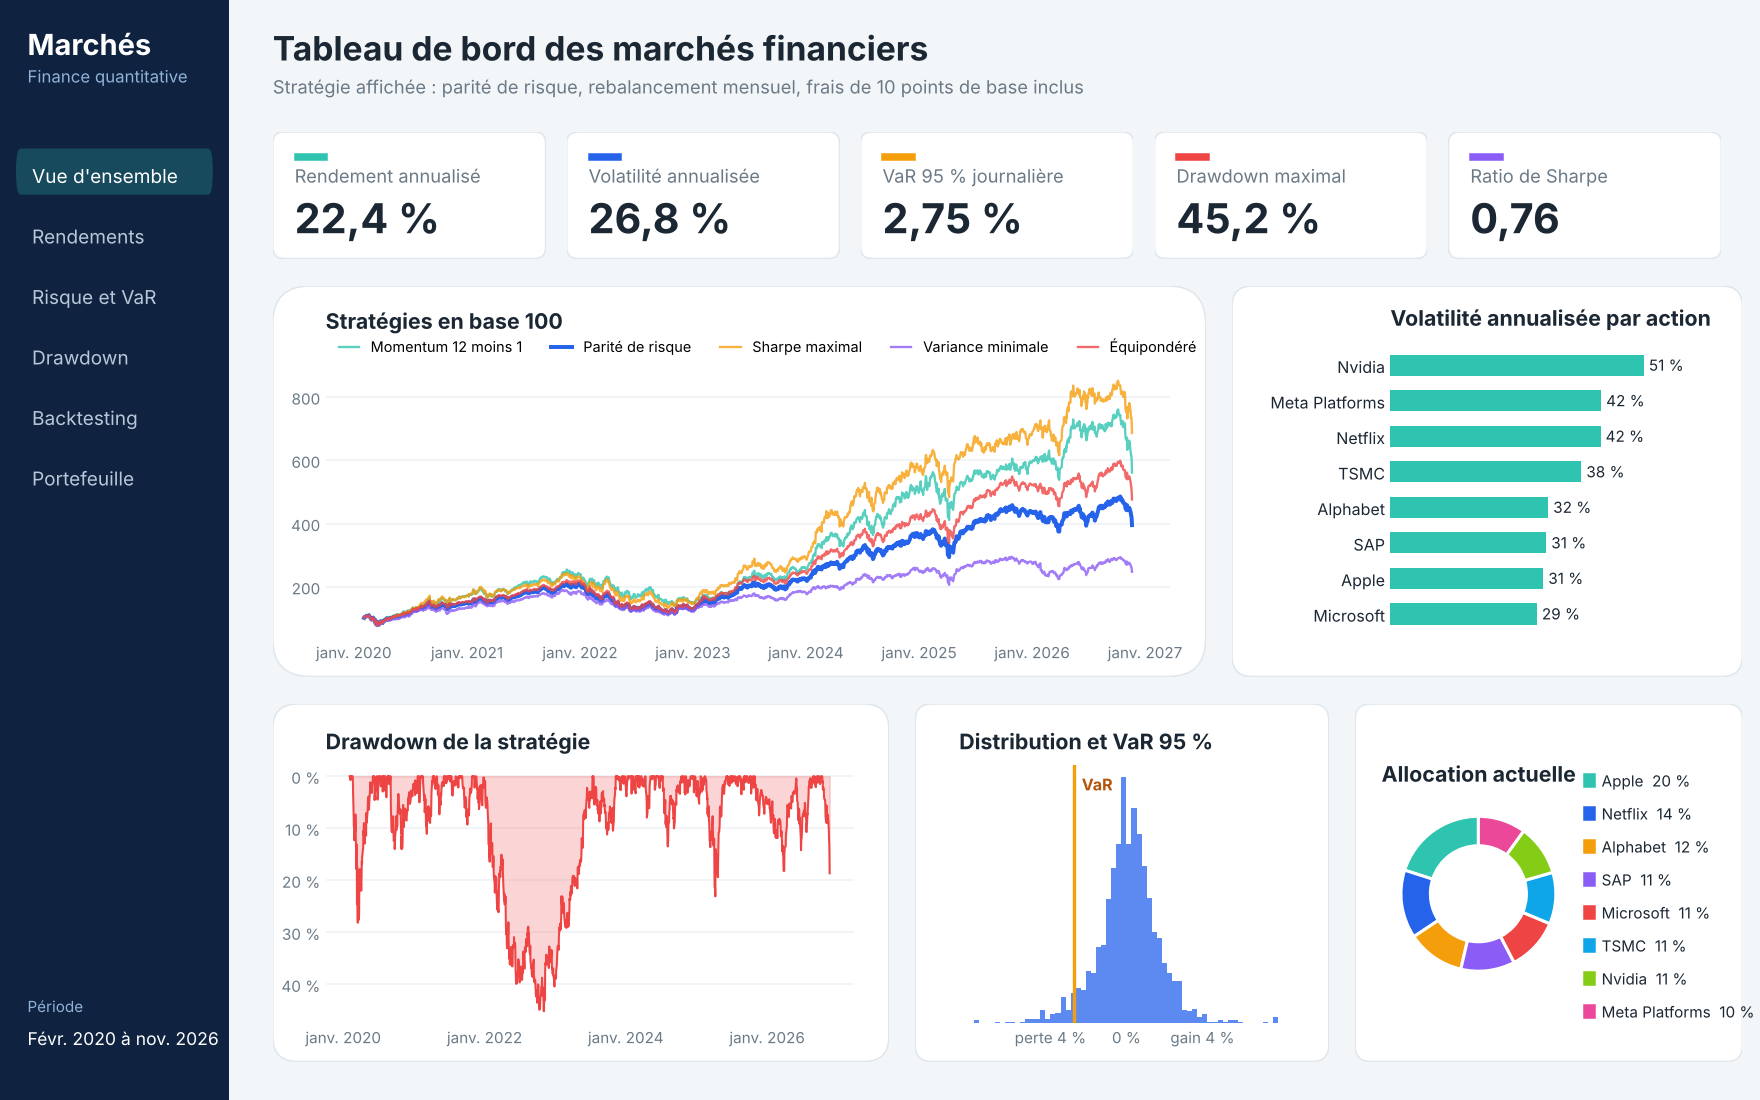 Marchés
Finance quantitative
Vue d'ensemble
Rendements
Risque et VaR
Drawdown
Backtesting
Portefeuille
Période
Févr. 2020 à nov. 2026
Tableau de bord des marchés financiers
Stratégie affichée : parité de risque, rebalancement mensuel, frais de 10 points de base inclus
Rendement annualisé
22,4 %
Volatilité annualisée
26,8 %
VaR 95 % journalière
2,75 %
Drawdown maximal
45,2 %
Ratio de Sharpe
0,76
Stratégies en base 100
Momentum 12 moins 1 Parité de risque Sharpe maximal Variance minimale Équipondéré
800
600
400
200
janv. 2020 janv. 2021 janv. 2022 janv. 2023 janv. 2024 janv. 2025 janv. 2026 janv. 2027
Volatilité annualisée par action
Nvidia 51 %
Meta Platforms 42 %
Netflix 42 %
TSMC 38 %
Alphabet 32 %
SAP 31 %
Apple 31 %
Microsoft 29 %
Drawdown de la stratégie
0 %
10 %
20 %
30 %
40 %
janv. 2020 janv. 2022 janv. 2024 janv. 2026
Distribution et VaR 95 %
VaR
perte 4 % 0 % gain 4 %
Allocation actuelle
Apple 20 %
Netflix 14 %
Alphabet 12 %
SAP 11 %
Microsoft 11 %
TSMC 11 %
Nvidia 11 %
Meta Platforms 10 %